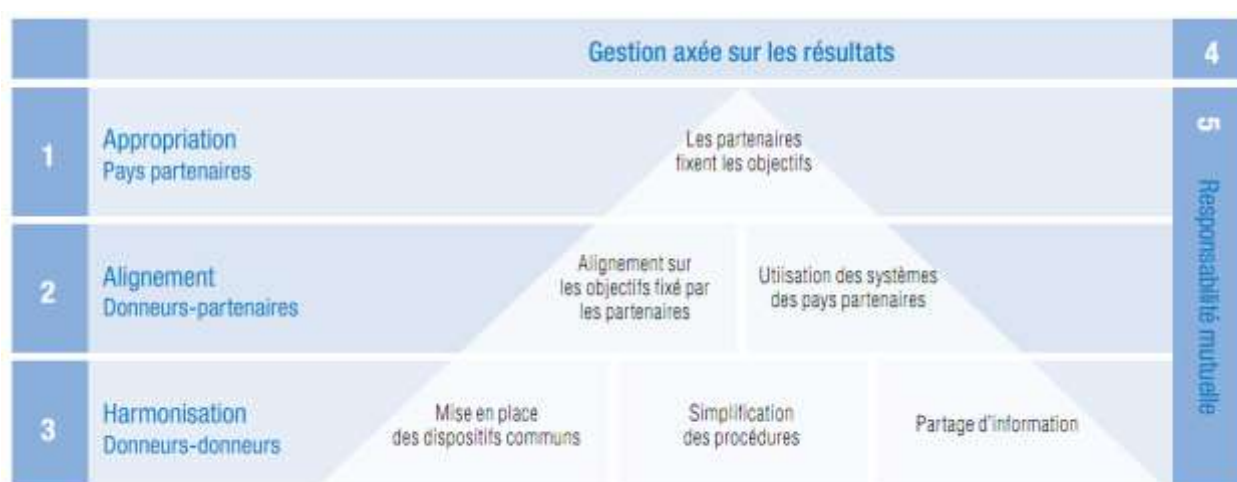 Gestion axée sur les résultats
4
1
Appropriation
Pays partenaires
Les partenaires
fixent les objectifs
5 Responsabilité mutuelle
2
Alignement
Donneurs-partenaires
Alignement sur
les objectifs fixé par
les partenaires
Utiisation des systèmes
des pays partenaires
3
Harmonisation
Donneurs-donneurs
Mise en place
des dispositifs communs
Simplification
des procédures
Partage d'information